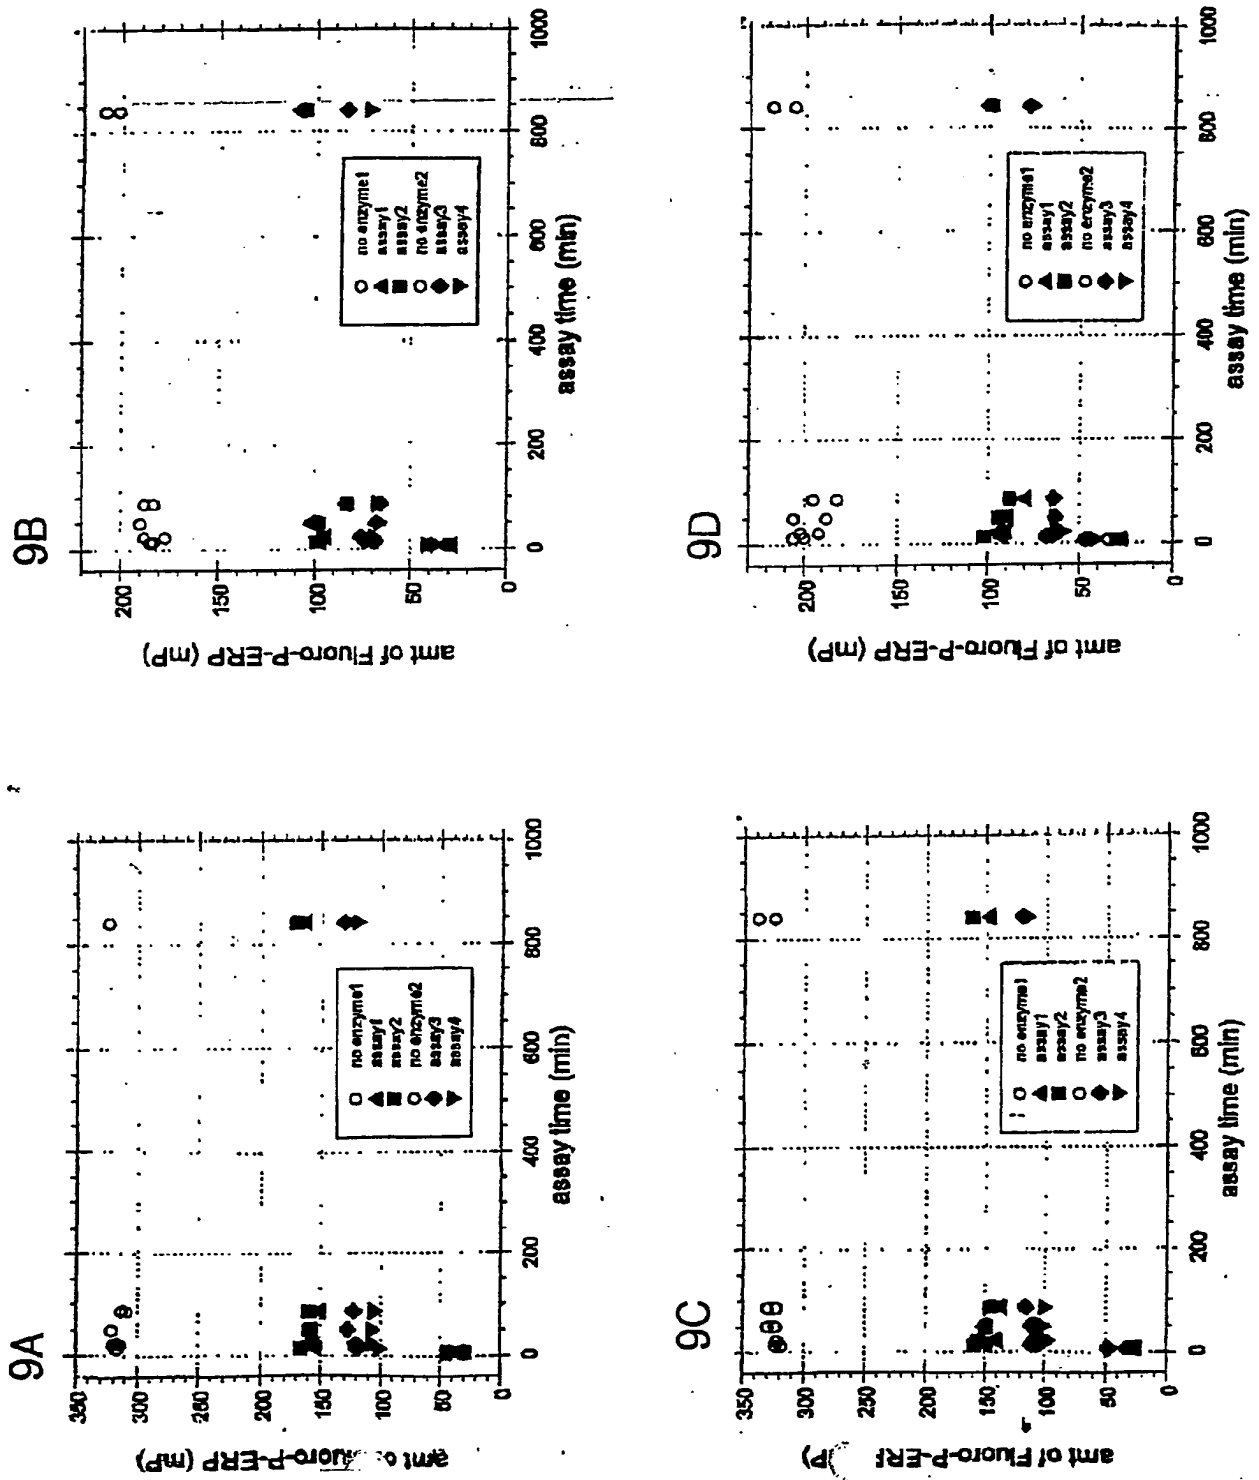 9A
amt o
uoro-P-ERP (mP)
350
300
250
200
150
100
50
0
0
200
400
600
800
1000
assay time (min)
no enzyme1
assay1
assay2
no enzyme2
assay3
assay4
9B
amt of Fluoro-P-ERP (mP)
200
150
100
50
0
0
200
400
600
800
1000
assay time (min)
no enzyme1
assay1
assay2
no enzyme2
assay3
assay4
9C
amt of Fluoro-P-ERP
P)
350
300
250
200
150
100
50
0
0
200
400
600
800
1000
assay time (min)
no enzyme1
assay1
assay2
no enzyme2
assay3
assay4
9D
amt of Fluoro-P-ERP (mP)
200
150
100
50
0
0
200
400
600
800
1000
assay time (min)
no enzyme1
assay1
assay2
no enzyme2
assay3
assay4